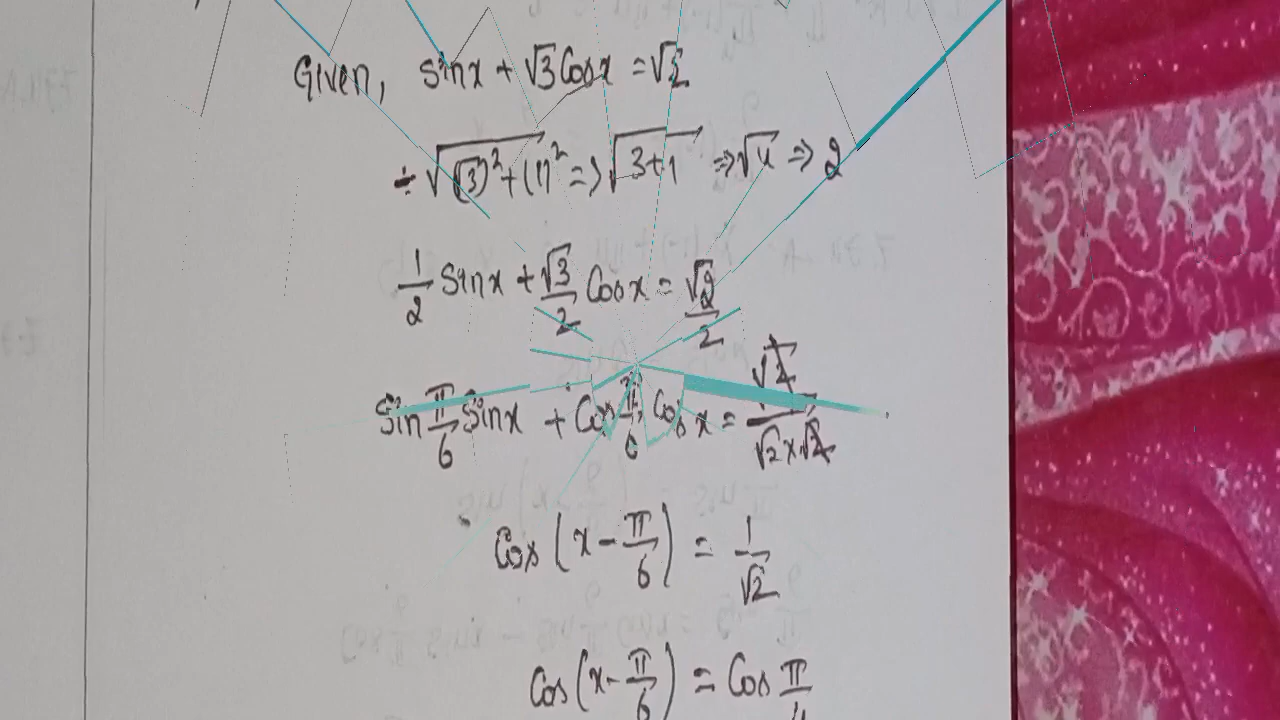 Given, sinx + √3 Cosx = √2
÷ √((√3)² + (1)²) => √(3+1) => √4 => 2
1/2 Sinx + √3/2 Cosx = √2/2
Sin π/6 Sinx + Cos π/6 Cosx = √2/(√2×√2)
Cos (x - π/6) = 1/√2
Cos (x - π/6) = Cos π/4